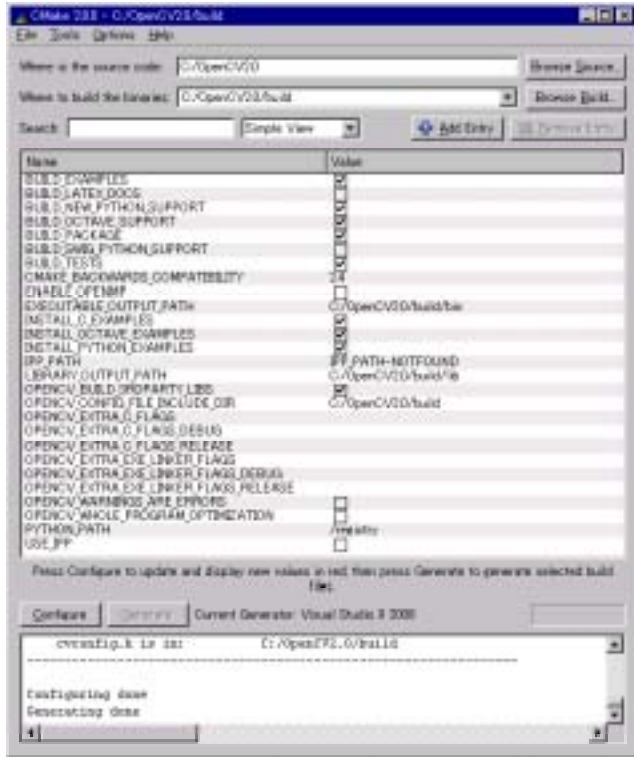 CMake 2.8.0 - C:/OpenCV2.0/build
File Tools Options Help
Where is the source code: C:/OpenCV2.0 Browse Source...
Where to build the binaries: C:/OpenCV2.0/build Browse Build...
Search: Simple View Add Entry Remove Entry
Name Value
BUILD_EXAMPLES
BUILD_LATEX_DOCS
BUILD_NEW_PYTHON_SUPPORT
BUILD_OCTAVE_SUPPORT
BUILD_PACKAGE
BUILD_SWIG_PYTHON_SUPPORT
BUILD_TESTS
CMAKE_BACKWARDS_COMPATIBILITY 2.4
ENABLE_OPENMP
EXECUTABLE_OUTPUT_PATH C:/OpenCV2.0/build/bin
INSTALL_C_EXAMPLES
INSTALL_OCTAVE_EXAMPLES
INSTALL_PYTHON_EXAMPLES
IPP_PATH IPP_PATH-NOTFOUND
LIBRARY_OUTPUT_PATH C:/OpenCV2.0/build/lib
OPENCV_BUILD_3RDPARTY_LIBS
OPENCV_CONFIG_FILE_INCLUDE_DIR C:/OpenCV2.0/build
OPENCV_EXTRA_C_FLAGS
OPENCV_EXTRA_C_FLAGS_DEBUG
OPENCV_EXTRA_C_FLAGS_RELEASE
OPENCV_EXTRA_EXE_LINKER_FLAGS
OPENCV_EXTRA_EXE_LINKER_FLAGS_DEBUG
OPENCV_EXTRA_EXE_LINKER_FLAGS_RELEASE
OPENCV_WARNINGS_ARE_ERRORS
OPENCV_WHOLE_PROGRAM_OPTIMIZATION
PYTHON_PATH /registry
USE_IPP
Press Configure to update and display new values in red, then press Generate to generate selected build
files.
Configure Generate Current Generator: Visual Studio 9 2008
cvconfig.h is in: C:/OpenCV2.0/build
-----------------------------------------------------------------
Configuring done
Generating done